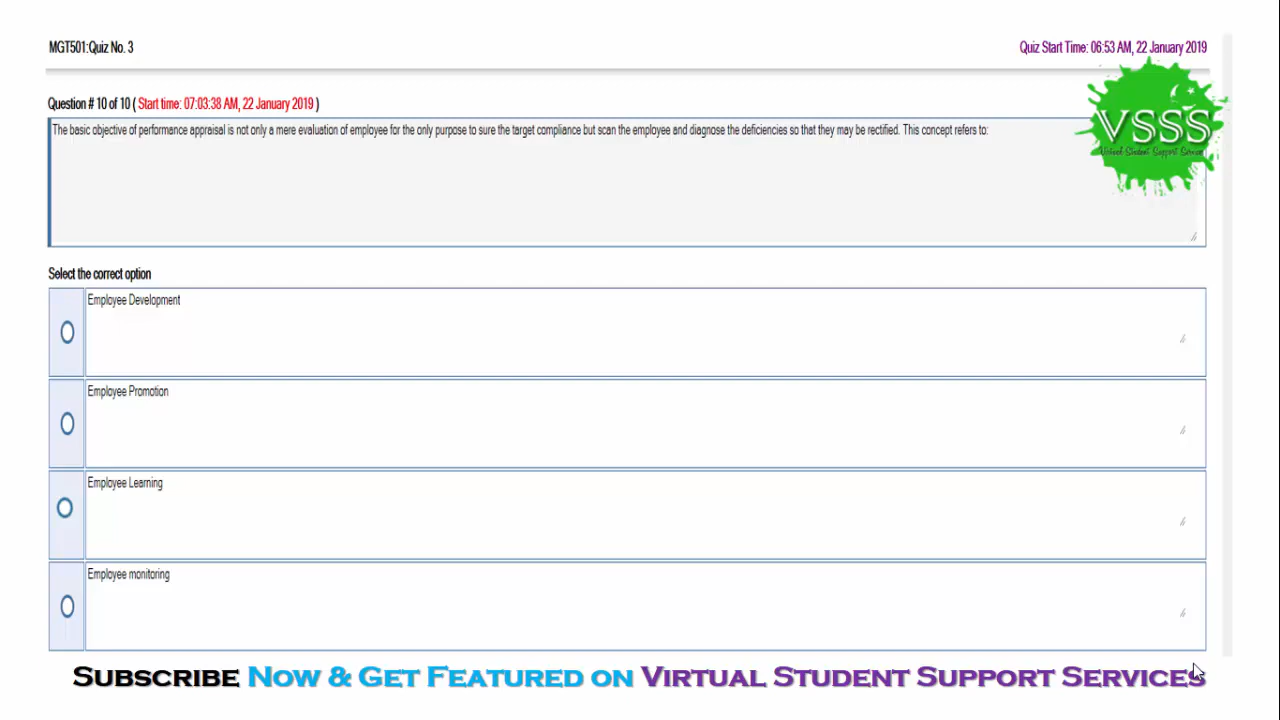 MGT501:Quiz No. 3
Quiz Start Time: 06:53 AM, 22 January 2019
Question # 10 of 10 ( Start time: 07:03:38 AM, 22 January 2019 )
The basic objective of performance appraisal is not only a mere evaluation of employee for the only purpose to sure the target compliance but scan the employee and diagnose the deficiencies so that they may be rectified. This concept refers to:
VSSS
Virtual Student Support Service
Select the correct option
Employee Development
Employee Promotion
Employee Learning
Employee monitoring
Subscribe Now & Get Featured on Virtual Student Support Services